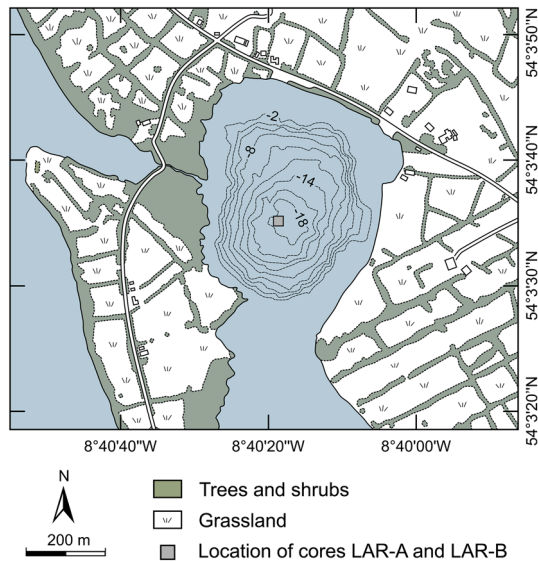 54°3'50"N
-2
-8
54°3'40"N
-14
-18
54°3'30"N
54°3'20"N
8°40'40"W
8°40'20"W
8°40'00"W
N
Trees and shrubs
Grassland
200 m
Location of cores LAR-A and LAR-B